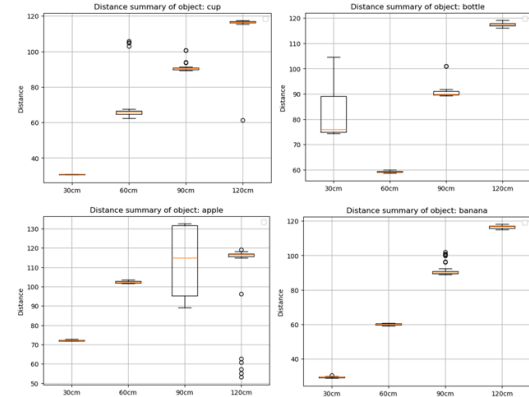 Distance summary of object: cup
120
100
80
60
40
Distance
30cm
60cm
90cm
120cm
Distance summary of object: bottle
120
110
100
90
80
70
60
Distance
30cm
60cm
90cm
120cm
Distance summary of object: apple
130
120
110
100
90
80
70
60
50
Distance
30cm
60cm
90cm
120cm
Distance summary of object: banana
120
100
80
60
40
Distance
30cm
60cm
90cm
120cm